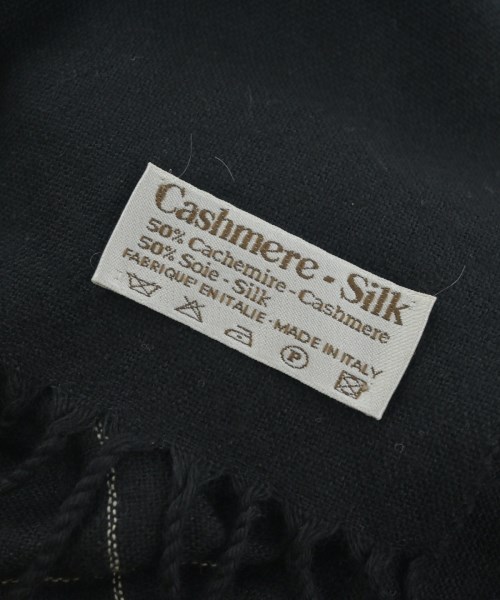 Cashmere - Silk
50% Cachemire - Cashmere
50% Soie - Silk
FABRIQUE' EN ITALIE · MADE IN ITALY
P